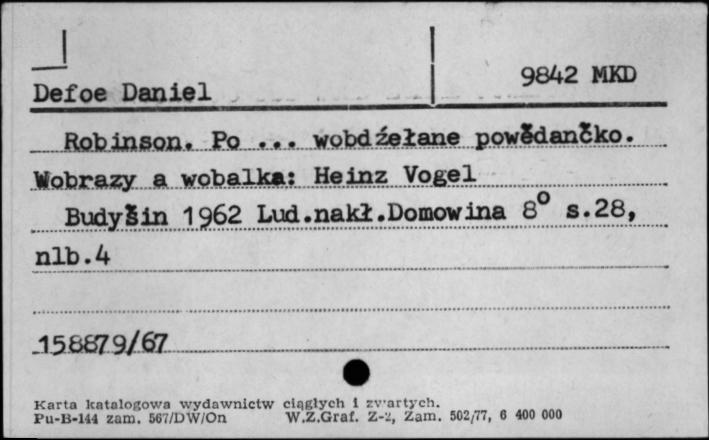 9842 MKD
Defoe Daniel
Robinson. Po ... wobdźełane powědančko.
Wobrazy a wobalka: Heinz Vogel
Budyšin 1962 Lud.nakł.Domowina 8° s.28,
nlb.4
158879/67
Karta katalogowa wydawnictw ciągłych i zwartych.
Pu-B-144 zam. 567/DW/On W.Z.Graf. Z-2, Zam. 502/77, 6 400 000